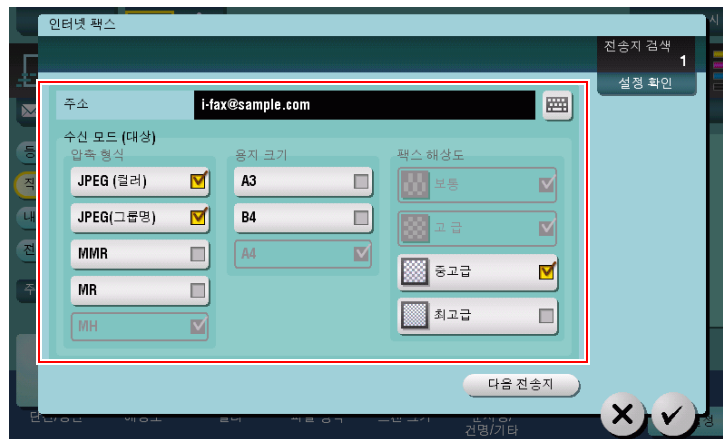 인터넷 팩스
전송지 검색
1
설정 확인
주소
i-fax@sample.com
수신 모드 (대상)
압축 형식
용지 크기
팩스 해상도
JPEG (컬러)
A3
보통
JPEG(그룹명)
B4
고급
MMR
A4
중고급
MR
최고급
MH
다음 전송지
건명/기타